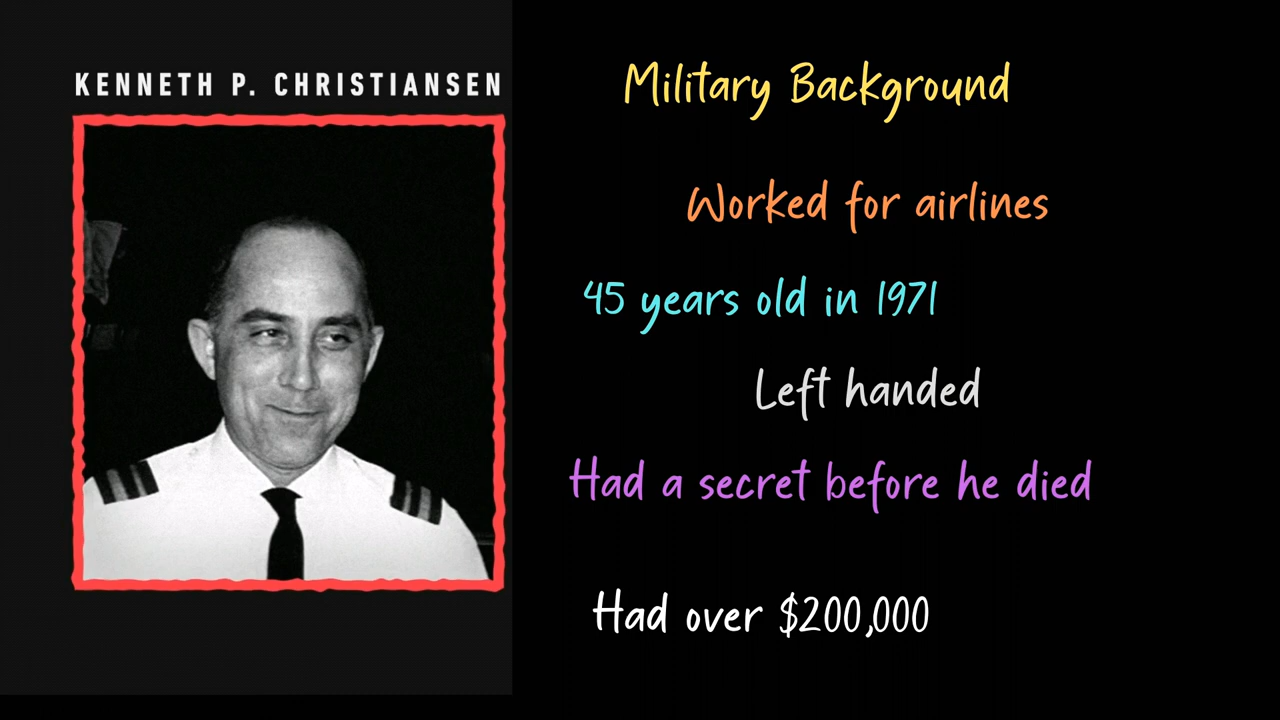 KENNETH P. CHRISTIANSEN
Military Background
Worked for airlines
45 years old in 1971
Left handed
Had a secret before he died
Had over $200,000